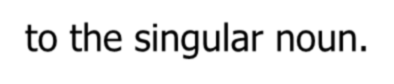 to the singular noun.